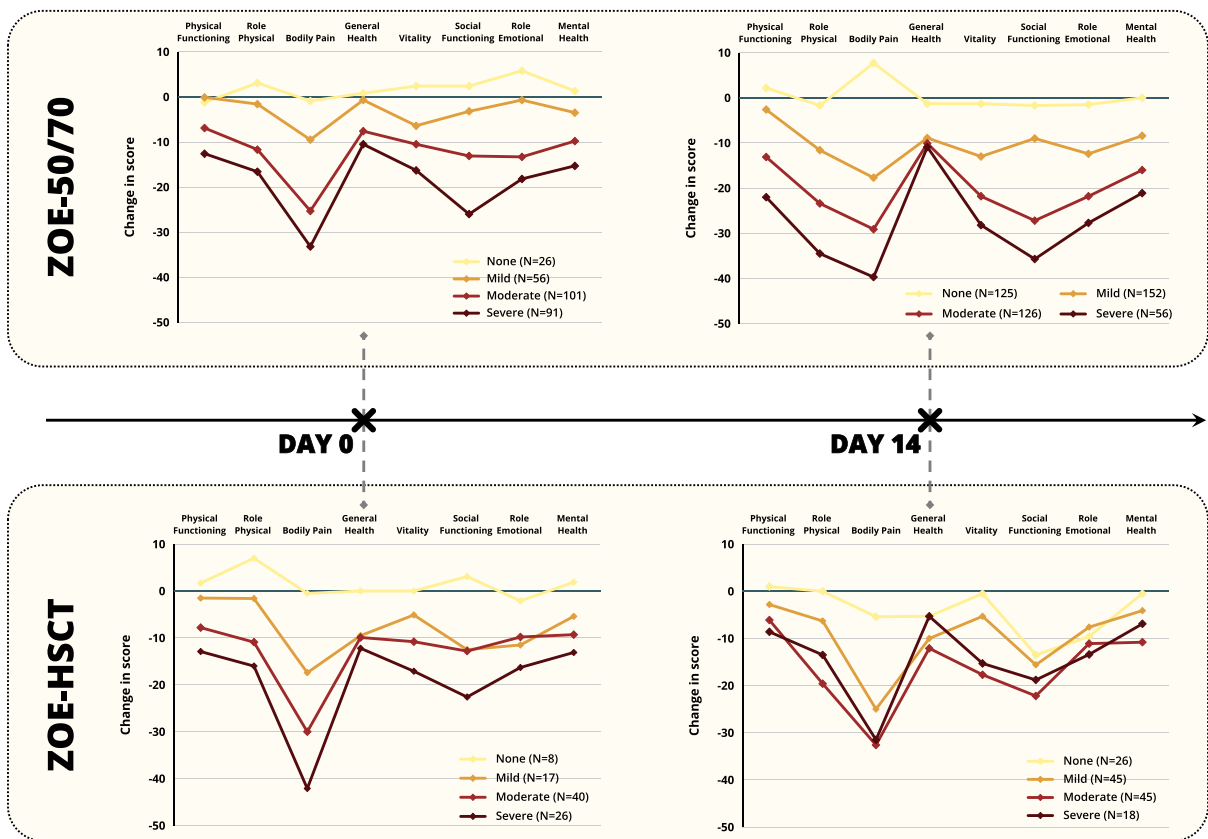 ZOE-50/70
Physical Functioning
Role Physical
Bodily Pain
General Health
Vitality
Social Functioning
Role Emotional
Mental Health
Change in score
10
0
-10
-20
-30
-40
-50
None (N=26)
Mild (N=56)
Moderate (N=101)
Severe (N=91)
Physical Functioning
Role Physical
Bodily Pain
General Health
Vitality
Social Functioning
Role Emotional
Mental Health
Change in score
10
0
-10
-20
-30
-40
-50
None (N=125)
Mild (N=152)
Moderate (N=126)
Severe (N=56)
DAY 0
DAY 14
ZOE-HSCT
Physical Functioning
Role Physical
Bodily Pain
General Health
Vitality
Social Functioning
Role Emotional
Mental Health
Change in score
10
0
-10
-20
-30
-40
-50
None (N=8)
Mild (N=17)
Moderate (N=40)
Severe (N=26)
Physical Functioning
Role Physical
Bodily Pain
General Health
Vitality
Social Functioning
Role Emotional
Mental Health
Change in score
10
0
-10
-20
-30
-40
-50
None (N=26)
Mild (N=45)
Moderate (N=45)
Severe (N=18)